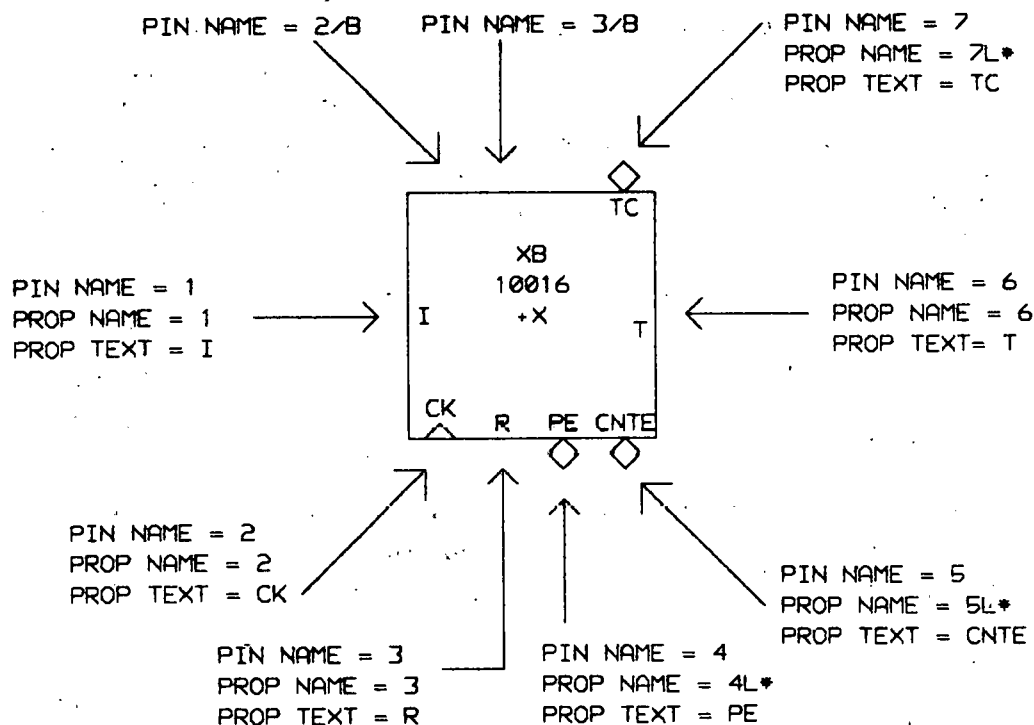 PIN NAME = 2/B
PIN NAME = 3/B
PIN NAME = 7
PROP NAME = 7L*
PROP TEXT = TC
TC
XB
10016
+X
I
T
PIN NAME = 1
PROP NAME = 1
PROP TEXT = I
PIN NAME = 6
PROP NAME = 6
PROP TEXT= T
CK
R
PE
CNTE
PIN NAME = 2
PROP NAME = 2
PROP TEXT = CK
PIN NAME = 5
PROP NAME = 5L*
PROP TEXT = CNTE
PIN NAME = 3
PROP NAME = 3
PROP TEXT = R
PIN NAME = 4
PROP NAME = 4L*
PROP TEXT = PE